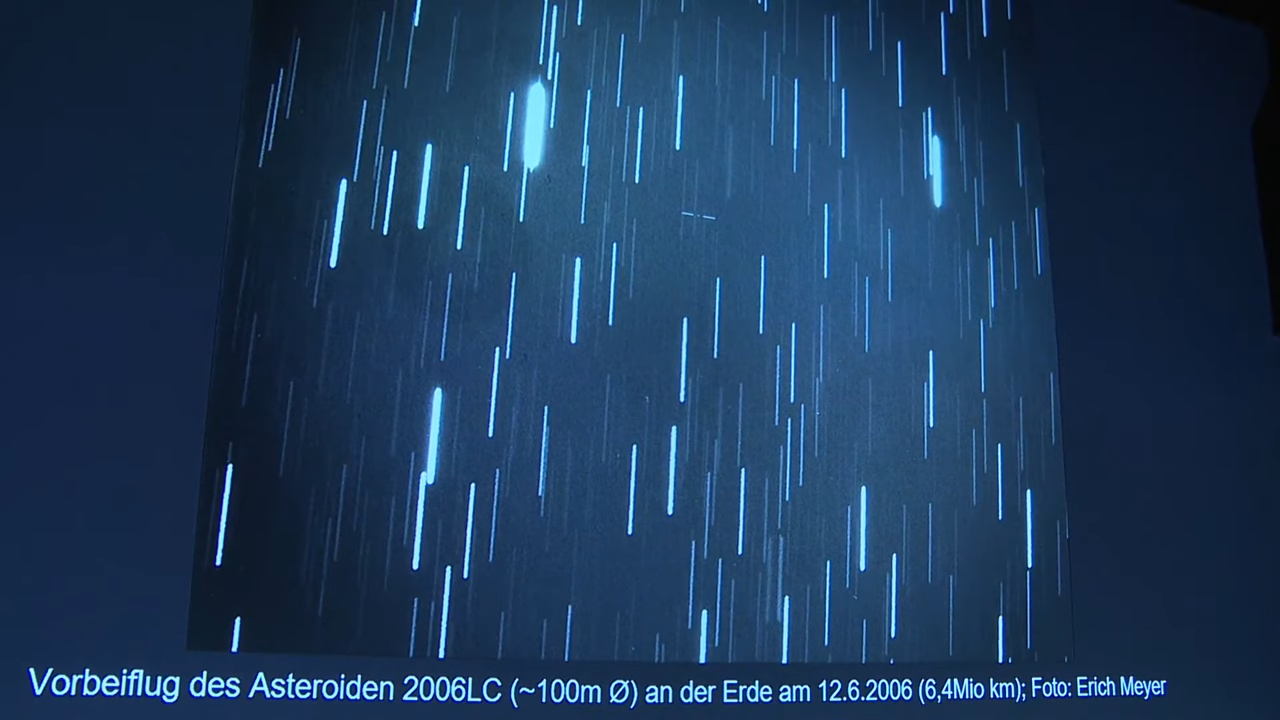 Vorbeiflug des Asteroiden 2006LC (~100m Ø) an der Erde am 12.6.2006 (6,4Mio km); Foto: Erich Meyer